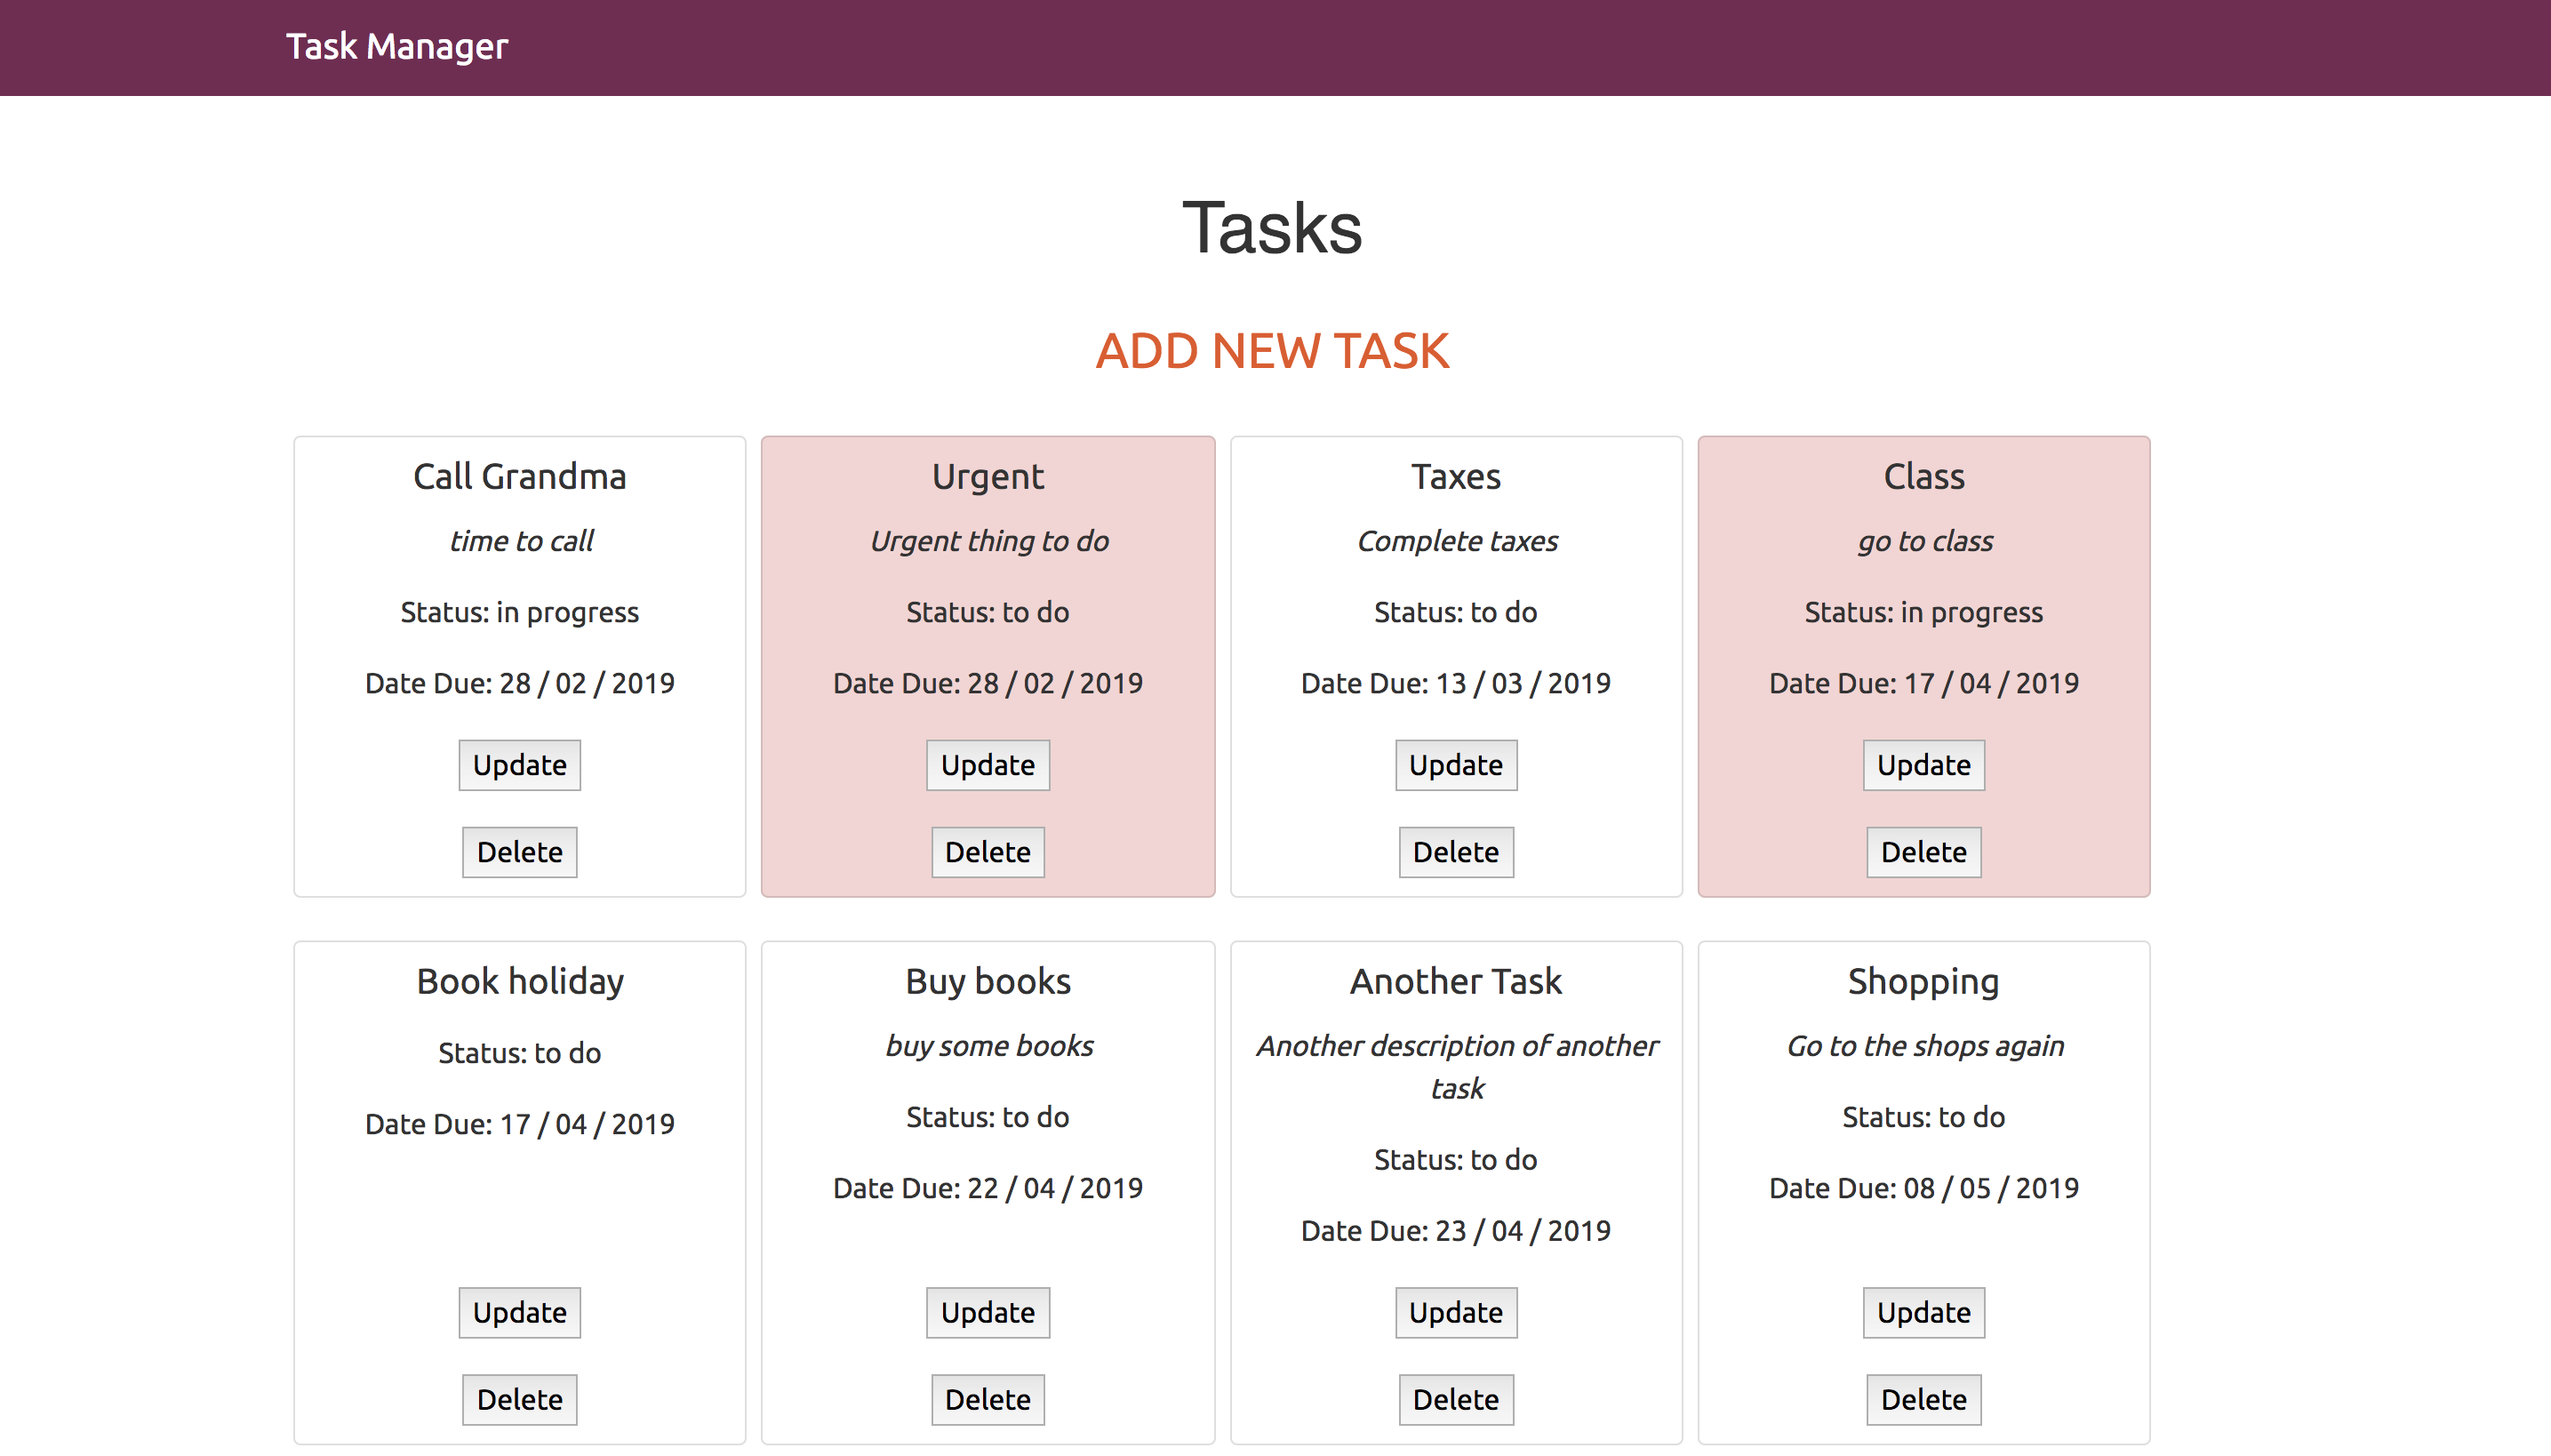 Task Manager
Tasks
ADD NEW TASK
Call Grandma
time to call
Status: in progress
Date Due: 28 / 02 / 2019
Update
Delete
Urgent
Urgent thing to do
Status: to do
Date Due: 28 / 02 / 2019
Update
Delete
Taxes
Complete taxes
Status: to do
Date Due: 13 / 03 / 2019
Update
Delete
Class
go to class
Status: in progress
Date Due: 17 / 04 / 2019
Update
Delete
Book holiday
Status: to do
Date Due: 17 / 04 / 2019
Update
Delete
Buy books
buy some books
Status: to do
Date Due: 22 / 04 / 2019
Update
Delete
Another Task
Another description of another
task
Status: to do
Date Due: 23 / 04 / 2019
Update
Delete
Shopping
Go to the shops again
Status: to do
Date Due: 08 / 05 / 2019
Update
Delete